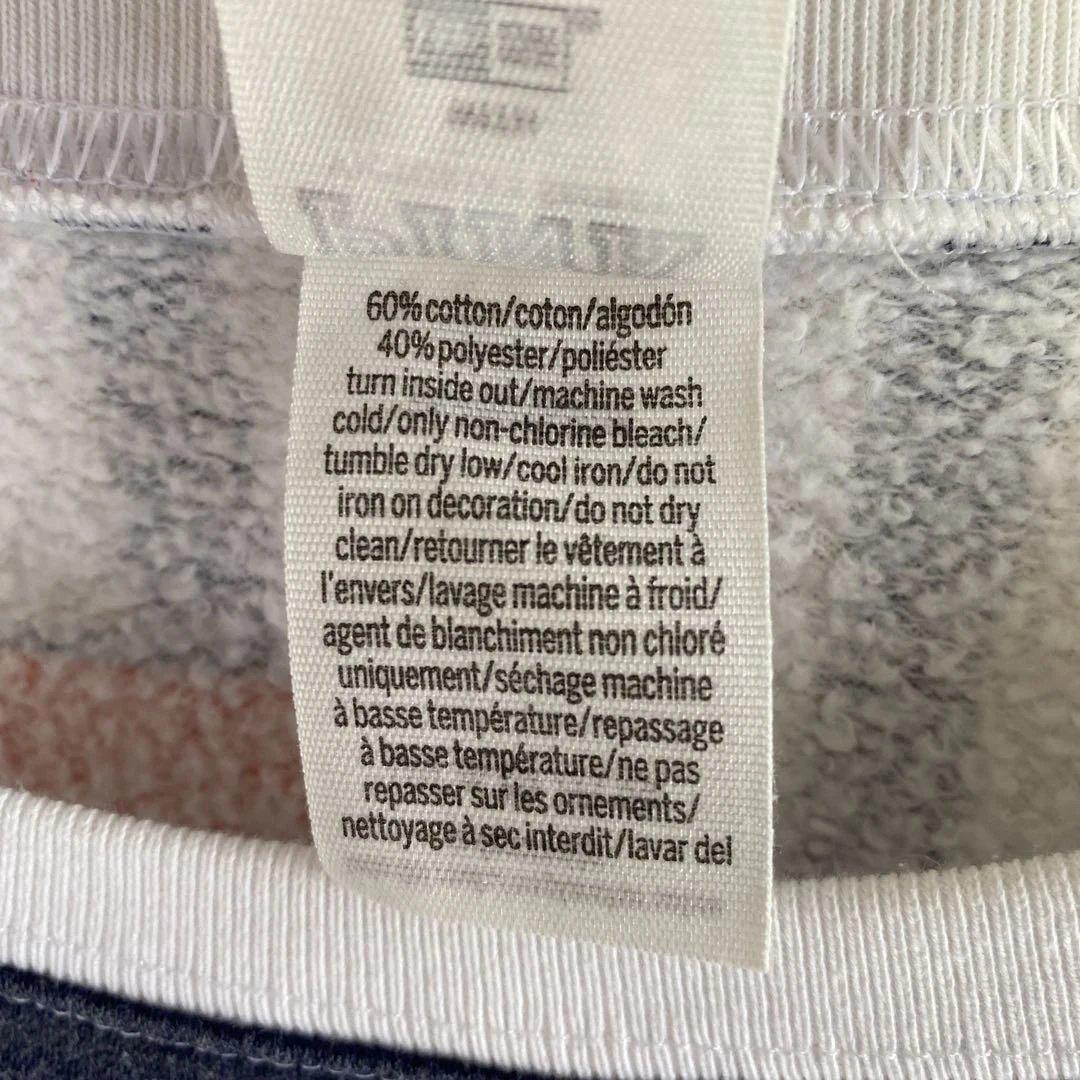 60% cotton/coton/algodón
40% polyester/poliéster
turn inside out/machine wash
cold/only non-chlorine bleach/
tumble dry low/cool iron/do not
iron on decoration/do not dry
clean/retourner le vêtement à
l'envers/lavage machine à froid/
agent de blanchiment non chloré
uniquement/séchage machine
à basse température/repassage
à basse température/ne pas
repasser sur les ornements/
nettoyage à sec interdit/lavar del